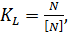 K_L = N/[N],